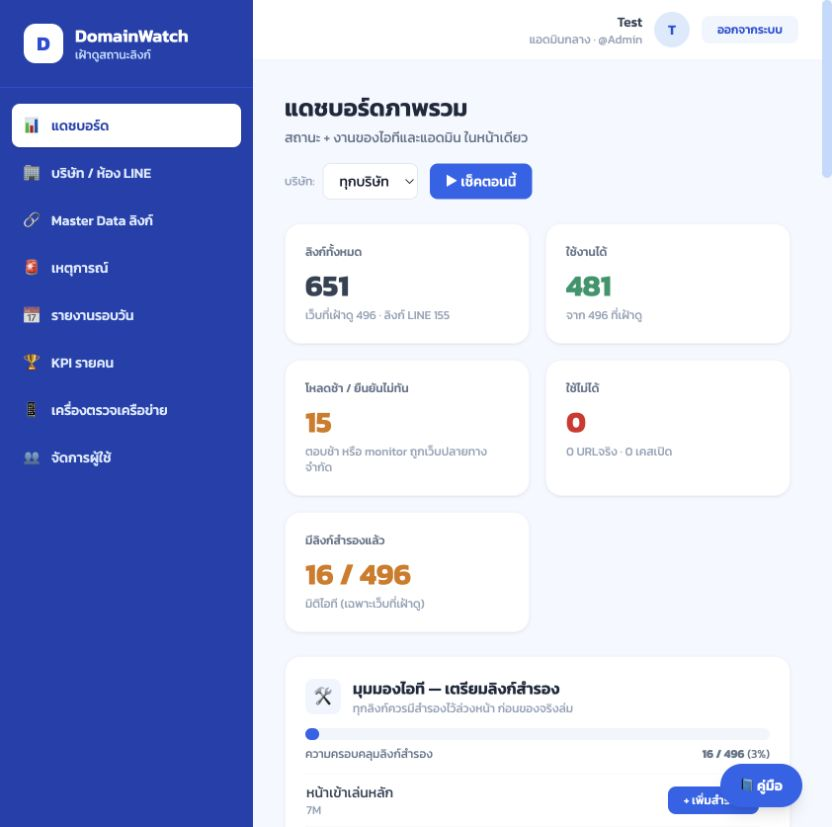 D
DomainWatch
เฝ้าดูสถานะลิงก์
แดชบอร์ด
บริษัท / ห้อง LINE
Master Data ลิงก์
เหตุการณ์
17
รายงานรอบวัน
KPI รายคน
เครื่องตรวจเครือข่าย
จัดการผู้ใช้
Test
แอดมินกลาง · @Admin
T
ออกจากระบบ
แดชบอร์ดภาพรวม
สถานะ + งานของไอทีและแอดมิน ในหน้าเดียว
บริษัท:
ทุกบริษัท
▶ เช็คตอนนี้
ลิงก์ทั้งหมด
651
เว็บที่เฝ้าดู 496 · ลิงก์ LINE 155
ใช้งานได้
481
จาก 496 ที่เฝ้าดู
โหลดช้า / ยืนยันไม่ทัน
15
ตอบช้า หรือ monitor ถูกเว็บปลายทาง
จำกัด
ใช้ไม่ได้
0
0 URLจริง · 0 เคสเปิด
มีลิงก์สำรองแล้ว
16 / 496
มิติไอที (เฉพาะเว็บที่เฝ้าดู)
มุมมองไอที — เตรียมลิงก์สำรอง
ทุกลิงก์ควรมีสำรองไว้ล่วงหน้า ก่อนของจริงล่ม
ความครอบคลุมลิงก์สำรอง
16 / 496 (3%)
หน้าเข้าเล่นหลัก
7M
+ เพิ่มสำร
คู่มือ